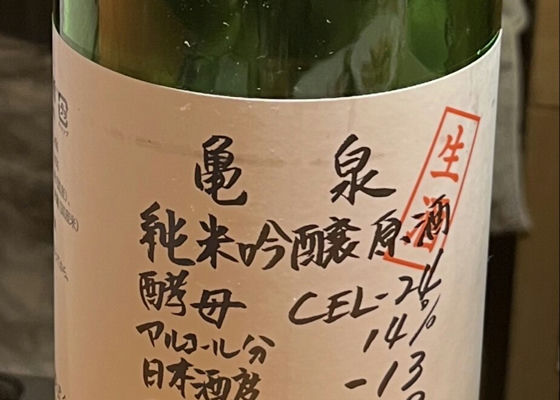 亀泉
純米吟醸原酒
酵母 CEL-24
アルコール分 14%
日本酒度 -13
生酒